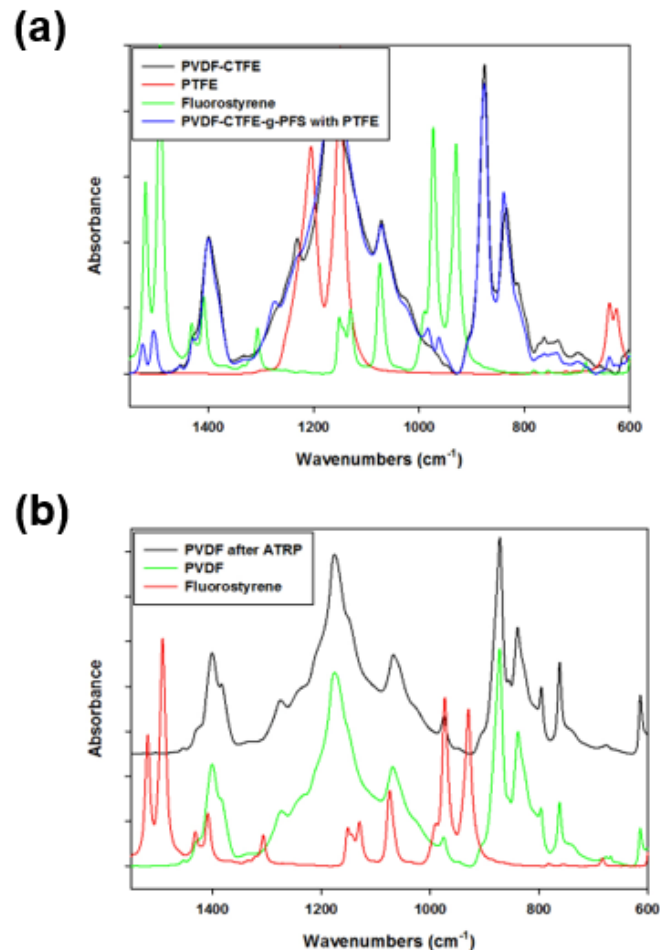 (a)
PVDF-CTFE
PTFE
Fluorostyrene
PVDF-CTFE-g-PFS with PTFE
Absorbance
1400 1200 1000 800 600
Wavenumbers (cm⁻¹)
(b)
PVDF after ATRP
PVDF
Fluorostyrene
Absorbance
1400 1200 1000 800 600
Wavenumbers (cm⁻¹)